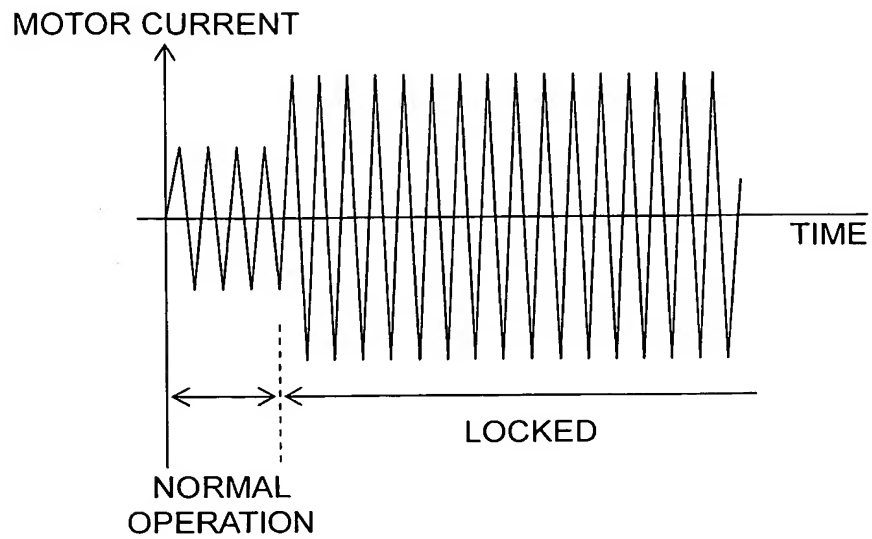 MOTOR CURRENT
TIME
LOCKED
NORMAL
OPERATION